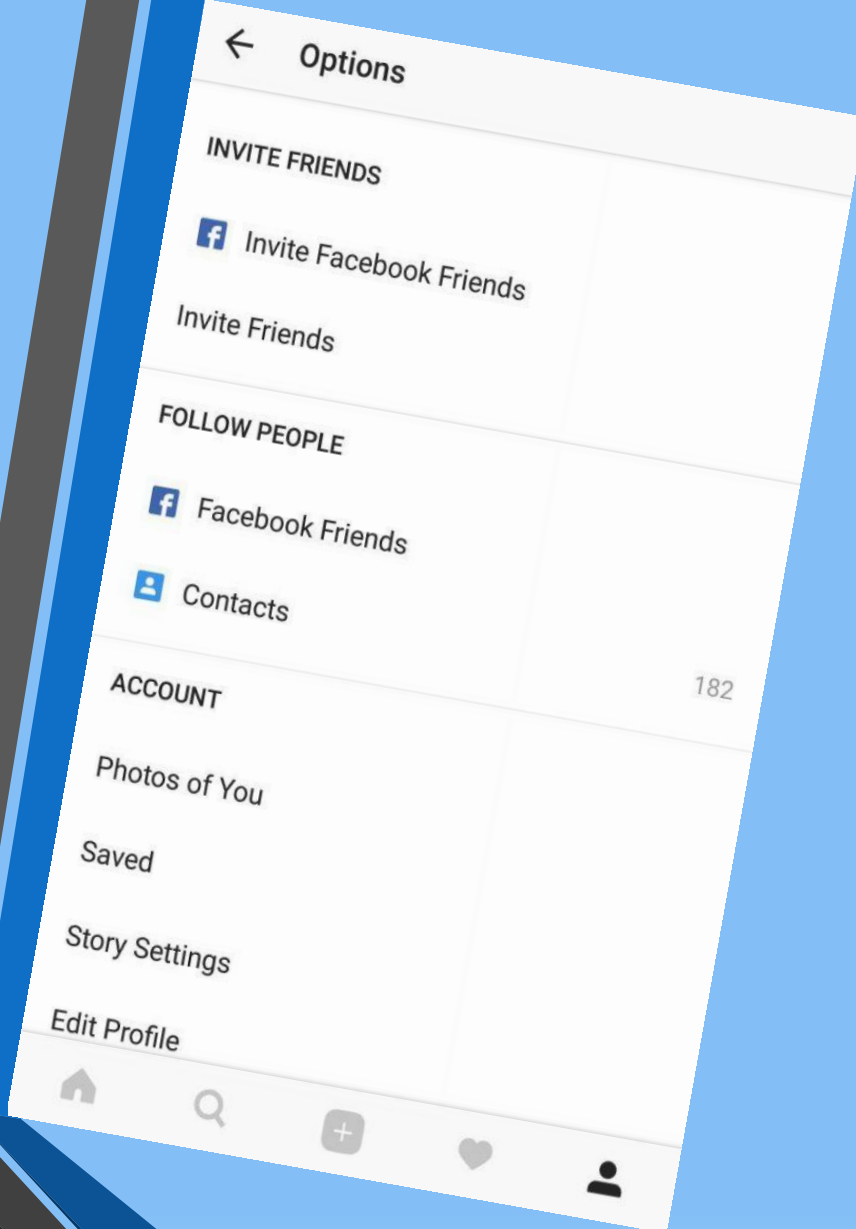 Options
INVITE FRIENDS
Invite Facebook Friends
Invite Friends
FOLLOW PEOPLE
Facebook Friends
Contacts
182
ACCOUNT
Photos of You
Saved
Story Settings
Edit Profile